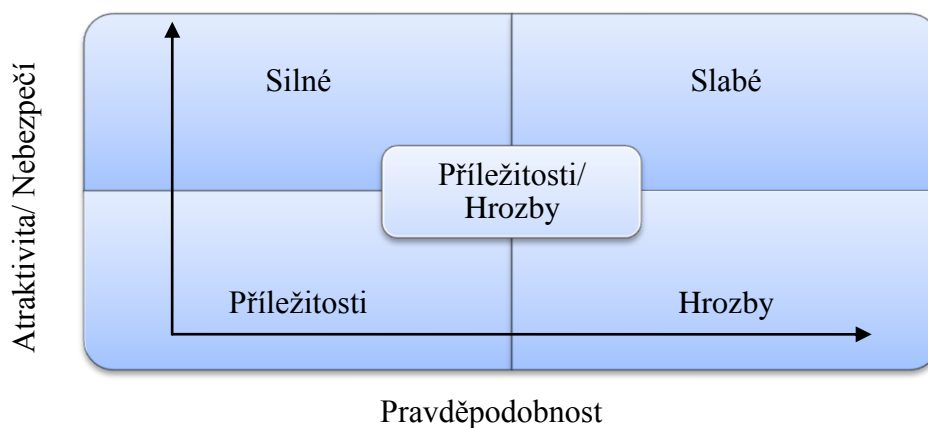 Atraktivita/ Nebezpečí
Silné
Slabé
Příležitosti/
Hrozby
Příležitosti
Hrozby
Pravděpodobnost